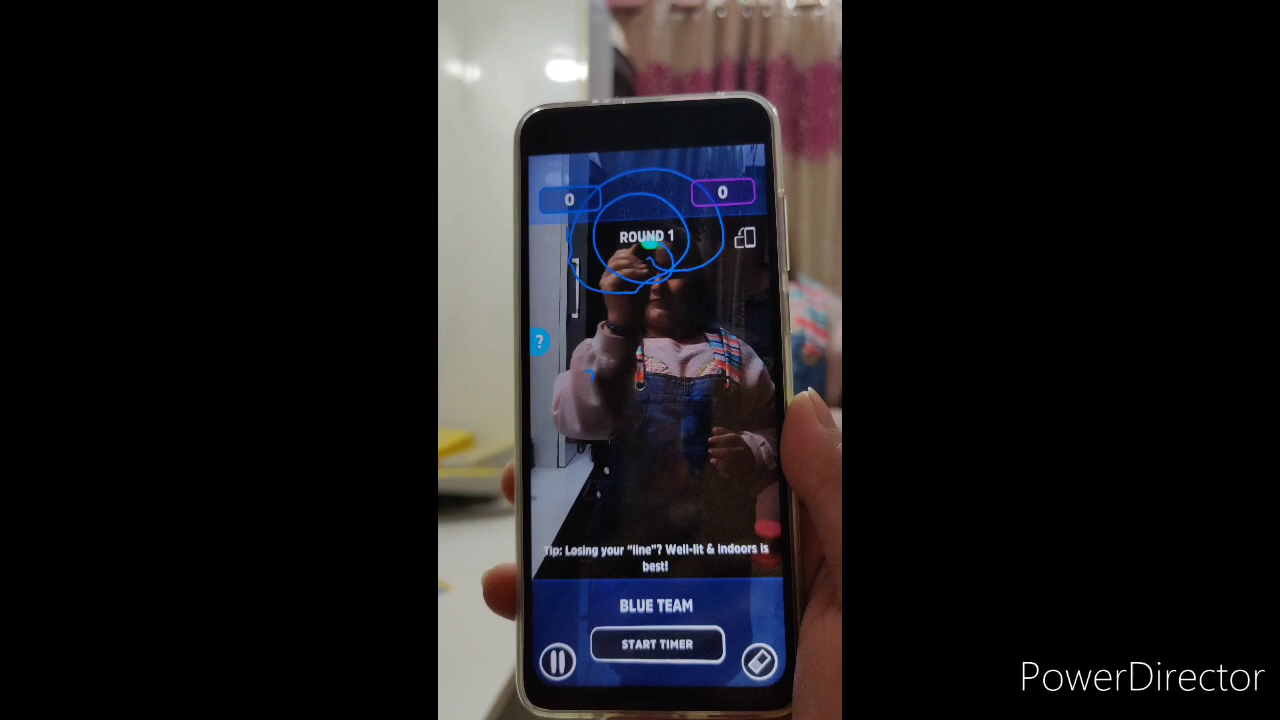 0
0
ROUND 1
?
Tip: Losing your "line"? Well-lit & indoors is
best!
BLUE TEAM
START TIMER
PowerDirector